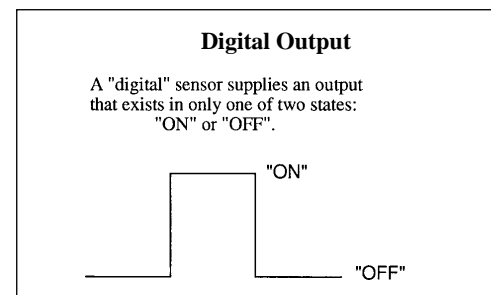 Digital Output
A "digital" sensor supplies an output
that exists in only one of two states:
"ON" or "OFF".
"ON"
"OFF"